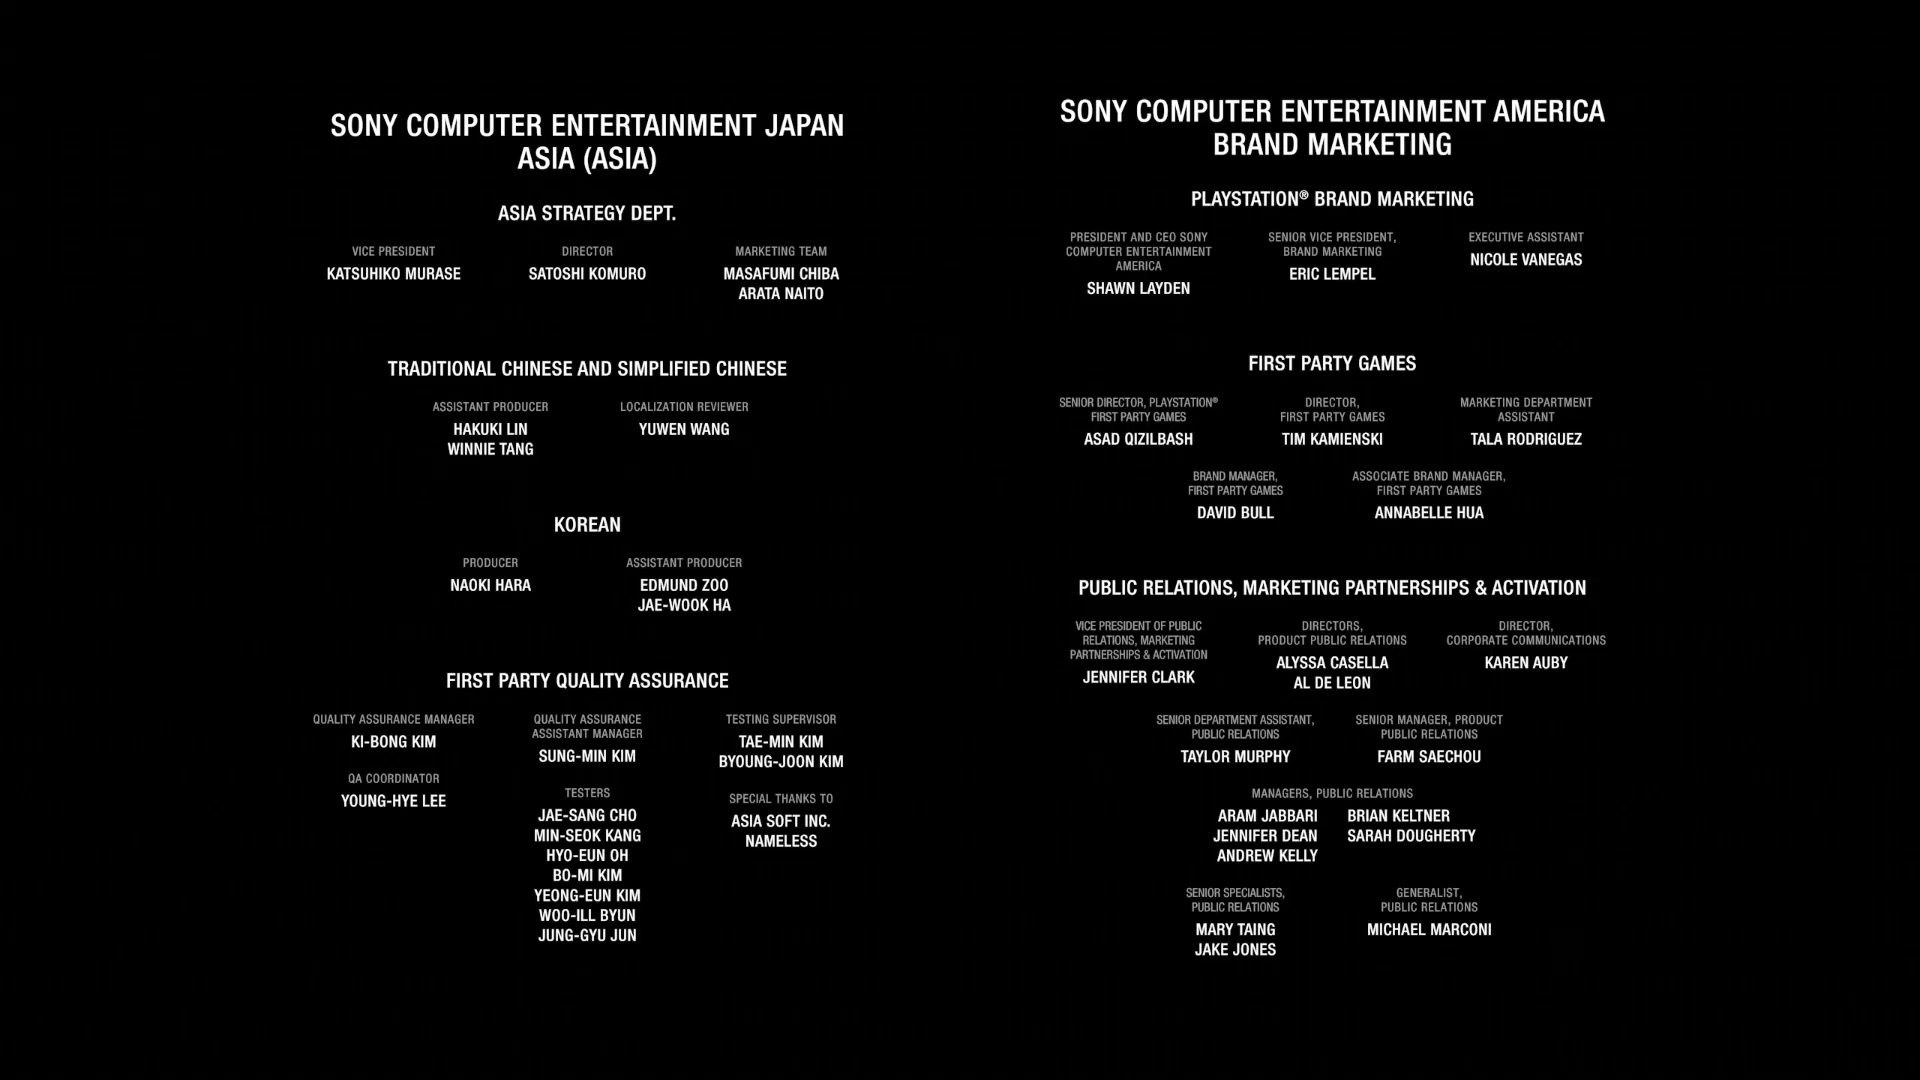 SONY COMPUTER ENTERTAINMENT JAPAN
ASIA (ASIA)
ASIA STRATEGY DEPT.
VICE PRESIDENT
KATSUHIKO MURASE
DIRECTOR
SATOSHI KOMURO
MARKETING TEAM
MASAFUMI CHIBA
ARATA NAITO
TRADITIONAL CHINESE AND SIMPLIFIED CHINESE
ASSISTANT PRODUCER
HAKUKI LIN
WINNIE TANG
LOCALIZATION REVIEWER
YUWEN WANG
KOREAN
PRODUCER
NAOKI HARA
ASSISTANT PRODUCER
EDMUND ZOO
JAE-WOOK HA
FIRST PARTY QUALITY ASSURANCE
QUALITY ASSURANCE MANAGER
KI-BONG KIM
QA COORDINATOR
YOUNG-HYE LEE
QUALITY ASSURANCE
ASSISTANT MANAGER
SUNG-MIN KIM
TESTERS
JAE-SANG CHO
MIN-SEOK KANG
HYO-EUN OH
BO-MI KIM
YEONG-EUN KIM
WOO-ILL BYUN
JUNG-GYU JUN
TESTING SUPERVISOR
TAE-MIN KIM
BYOUNG-JOON KIM
SPECIAL THANKS TO
ASIA SOFT INC.
NAMELESS
SONY COMPUTER ENTERTAINMENT AMERICA
BRAND MARKETING
PLAYSTATION® BRAND MARKETING
PRESIDENT AND CEO SONY
COMPUTER ENTERTAINMENT
AMERICA
SHAWN LAYDEN
SENIOR VICE PRESIDENT,
BRAND MARKETING
ERIC LEMPEL
EXECUTIVE ASSISTANT
NICOLE VANEGAS
FIRST PARTY GAMES
SENIOR DIRECTOR, PLAYSTATION®
FIRST PARTY GAMES
ASAD QIZILBASH
DIRECTOR,
FIRST PARTY GAMES
TIM KAMIENSKI
MARKETING DEPARTMENT
ASSISTANT
TALA RODRIGUEZ
BRAND MANAGER,
FIRST PARTY GAMES
DAVID BULL
ASSOCIATE BRAND MANAGER,
FIRST PARTY GAMES
ANNABELLE HUA
PUBLIC RELATIONS, MARKETING PARTNERSHIPS & ACTIVATION
VICE PRESIDENT OF PUBLIC
RELATIONS, MARKETING
PARTNERSHIPS & ACTIVATION
JENNIFER CLARK
DIRECTORS,
PRODUCT PUBLIC RELATIONS
ALYSSA CASELLA
AL DE LEON
DIRECTOR,
CORPORATE COMMUNICATIONS
KAREN AUBY
SENIOR DEPARTMENT ASSISTANT,
PUBLIC RELATIONS
TAYLOR MURPHY
SENIOR MANAGER, PRODUCT
PUBLIC RELATIONS
FARM SAECHOU
MANAGERS, PUBLIC RELATIONS
ARAM JABBARI
JENNIFER DEAN
ANDREW KELLY
BRIAN KELTNER
SARAH DOUGHERTY
SENIOR SPECIALISTS,
PUBLIC RELATIONS
MARY TAING
JAKE JONES
GENERALIST,
PUBLIC RELATIONS
MICHAEL MARCONI